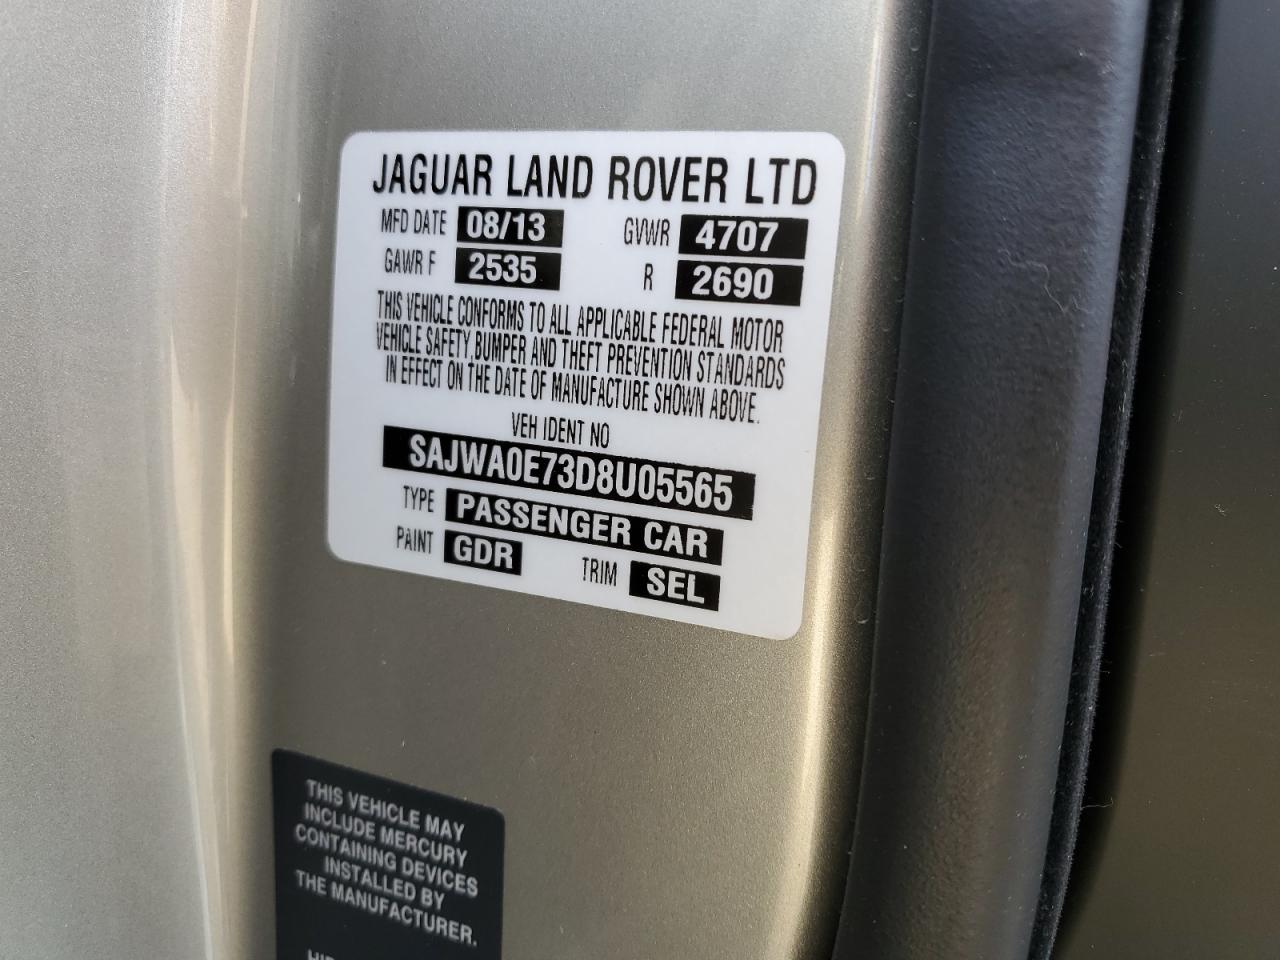 JAGUAR LAND ROVER LTD
MFD DATE 08/13 GVWR 4707
GAWR F 2535 R 2690
THIS VEHICLE CONFORMS TO ALL APPLICABLE FEDERAL MOTOR
VEHICLE SAFETY, BUMPER AND THEFT PREVENTION STANDARDS
IN EFFECT ON THE DATE OF MANUFACTURE SHOWN ABOVE.
VEH IDENT NO
SAJWA0E73D8U05565
TYPE PASSENGER CAR
PAINT GDR TRIM SEL
THIS VEHICLE MAY
INCLUDE MERCURY
CONTAINING DEVICES
INSTALLED BY
THE MANUFACTURER.